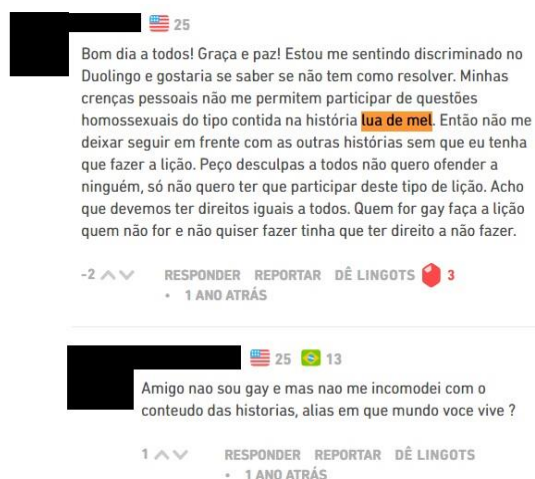 25
Bom dia a todos! Graça e paz! Estou me sentindo discriminado no
Duolingo e gostaria se saber se não tem como resolver. Minhas
crenças pessoais não me permitem participar de questões
homossexuais do tipo contida na história lua de mel. Então não me
deixar seguir em frente com as outras histórias sem que eu tenha
que fazer a lição. Peço desculpas a todos não quero ofender a
ninguém, só não quero ter que participar deste tipo de lição. Acho
que devemos ter direitos iguais a todos. Quem for gay faça a lição
quem não for e não quiser fazer tinha que ter direito a não fazer.
-2 RESPONDER REPORTAR DÊ LINGOTS 3
• 1 ANO ATRÁS
25 13
Amigo nao sou gay e mas nao me incomodei com o
conteudo das historias, alias em que mundo voce vive ?
1 RESPONDER REPORTAR DÊ LINGOTS
• 1 ANO ATRÁS